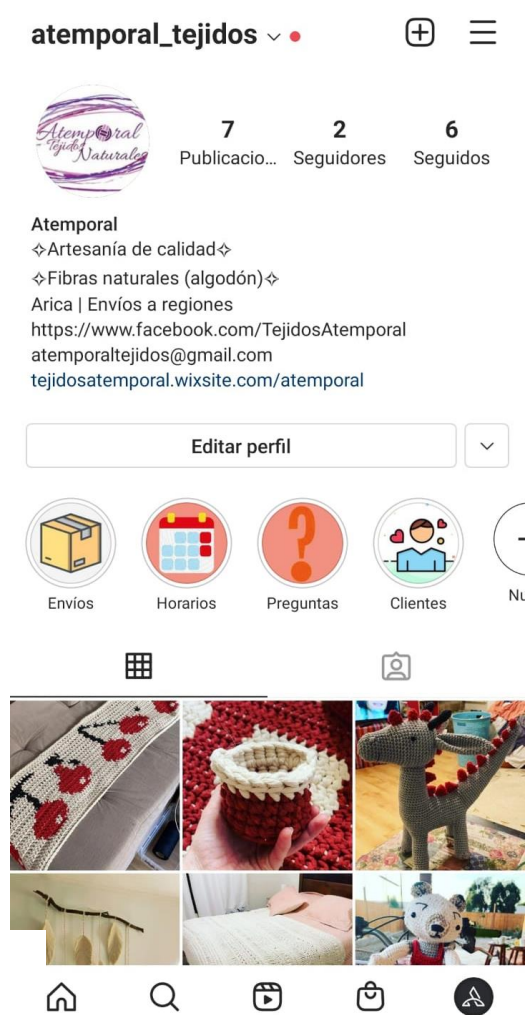 atemporal_tejidos
Atemporal
Tejidos
Naturales
7
Publicacio...
2
Seguidores
6
Seguidos
Atemporal
✧Artesanía de calidad✧
✧Fibras naturales (algodón)✧
Arica | Envíos a regiones
https://www.facebook.com/TejidosAtemporal
atemporaltejidos@gmail.com
tejidosatemporal.wixsite.com/atemporal
Editar perfil
?
Envíos
Horarios
Preguntas
Clientes
Nu